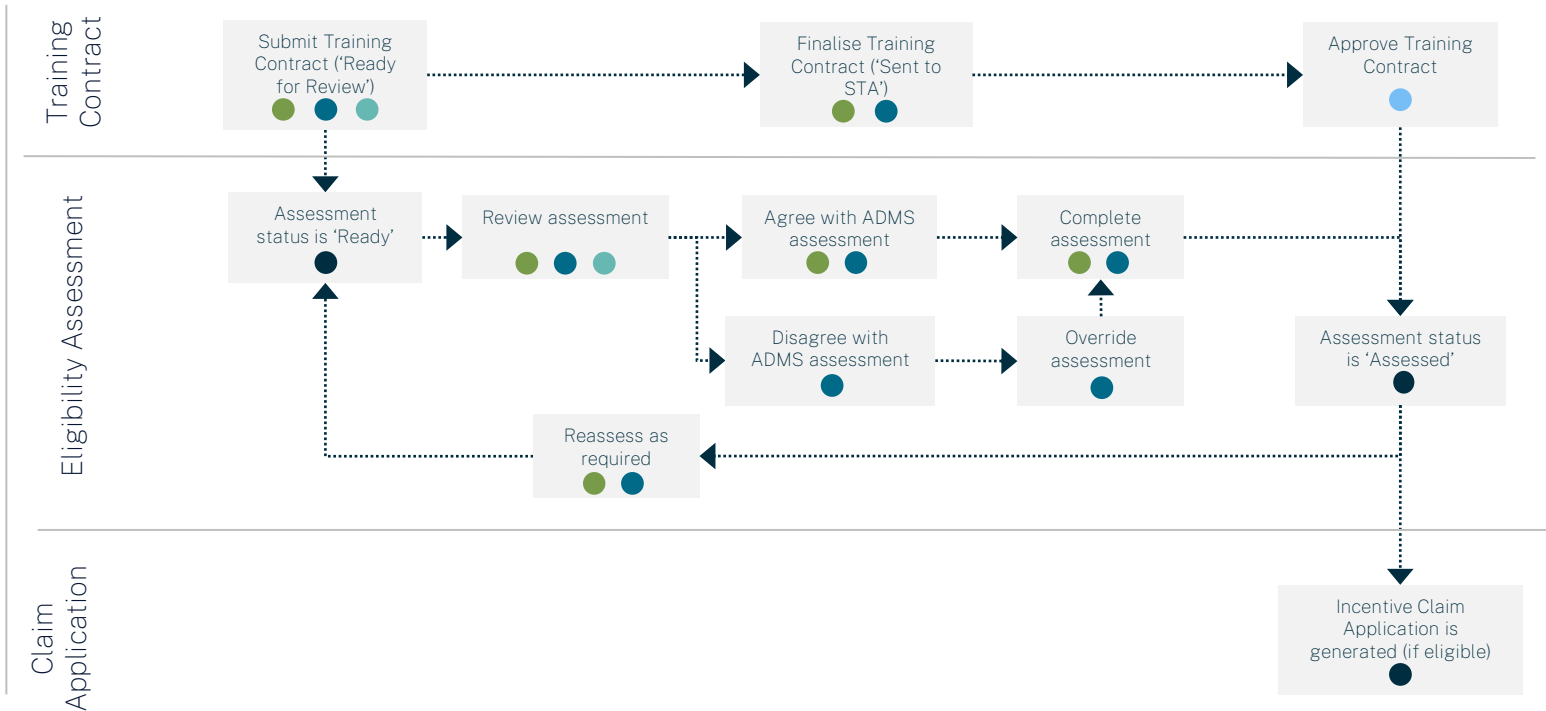 Training
Contract
Submit Training
Contract (‘Ready
for Review’)
Finalise Training
Contract (‘Sent to
STA’)
Approve Training
Contract
Eligibility Assessment
Assessment
status is ‘Ready’
Review assessment
Agree with ADMS
assessment
Complete
assessment
Disagree with
ADMS assessment
Override
assessment
Assessment status
is ‘Assessed’
Reassess as
required
Claim
Application
Incentive Claim
Application is
generated (if eligible)